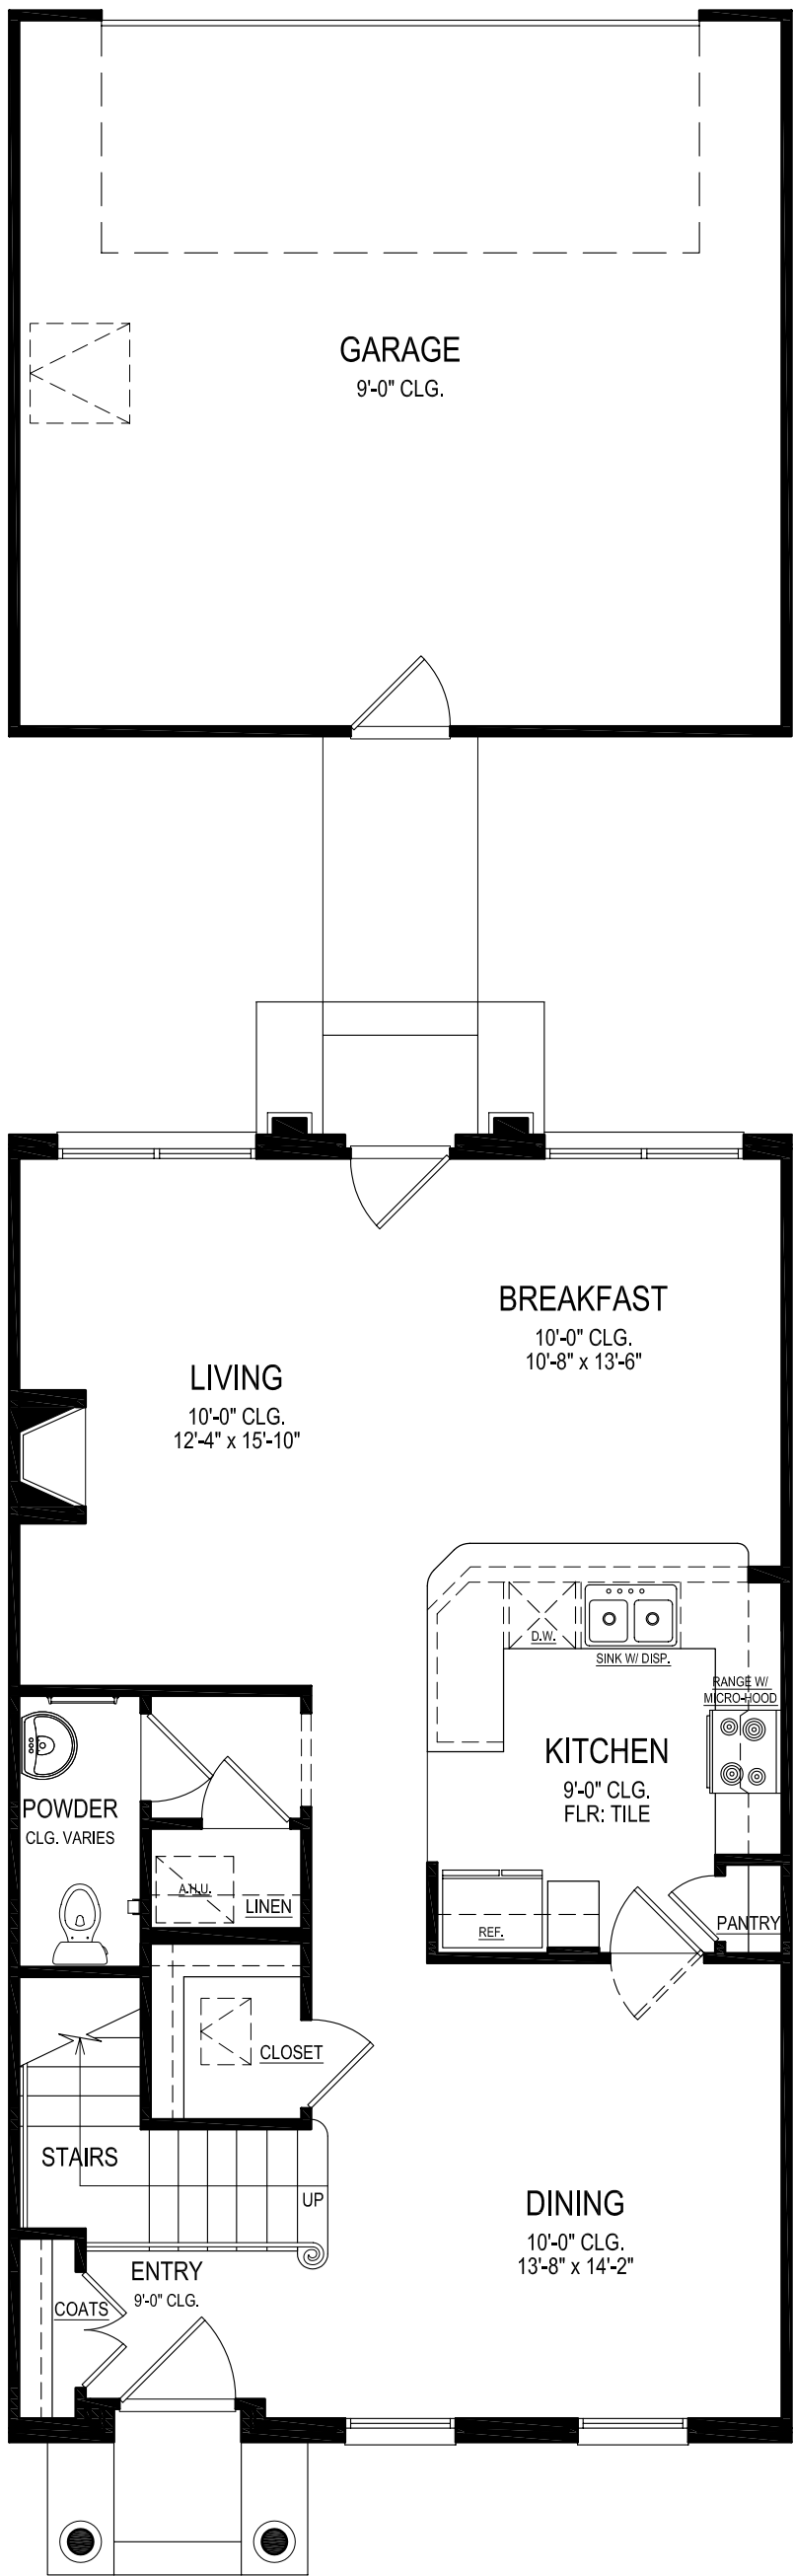 GARAGE
9'-0" CLG.
BREAKFAST
10'-0" CLG.
10'-8" x 13'-6"
LIVING
10'-0" CLG.
12'-4" x 15'-10"
D.W.
SINK W/ DISP.
RANGE W/
MICRO-HOOD
KITCHEN
9'-0" CLG.
FLR: TILE
POWDER
CLG. VARIES
A.H.U.
LINEN
REF.
PANTRY
CLOSET
STAIRS
UP
DINING
10'-0" CLG.
13'-8" x 14'-2"
ENTRY
9'-0" CLG.
COATS